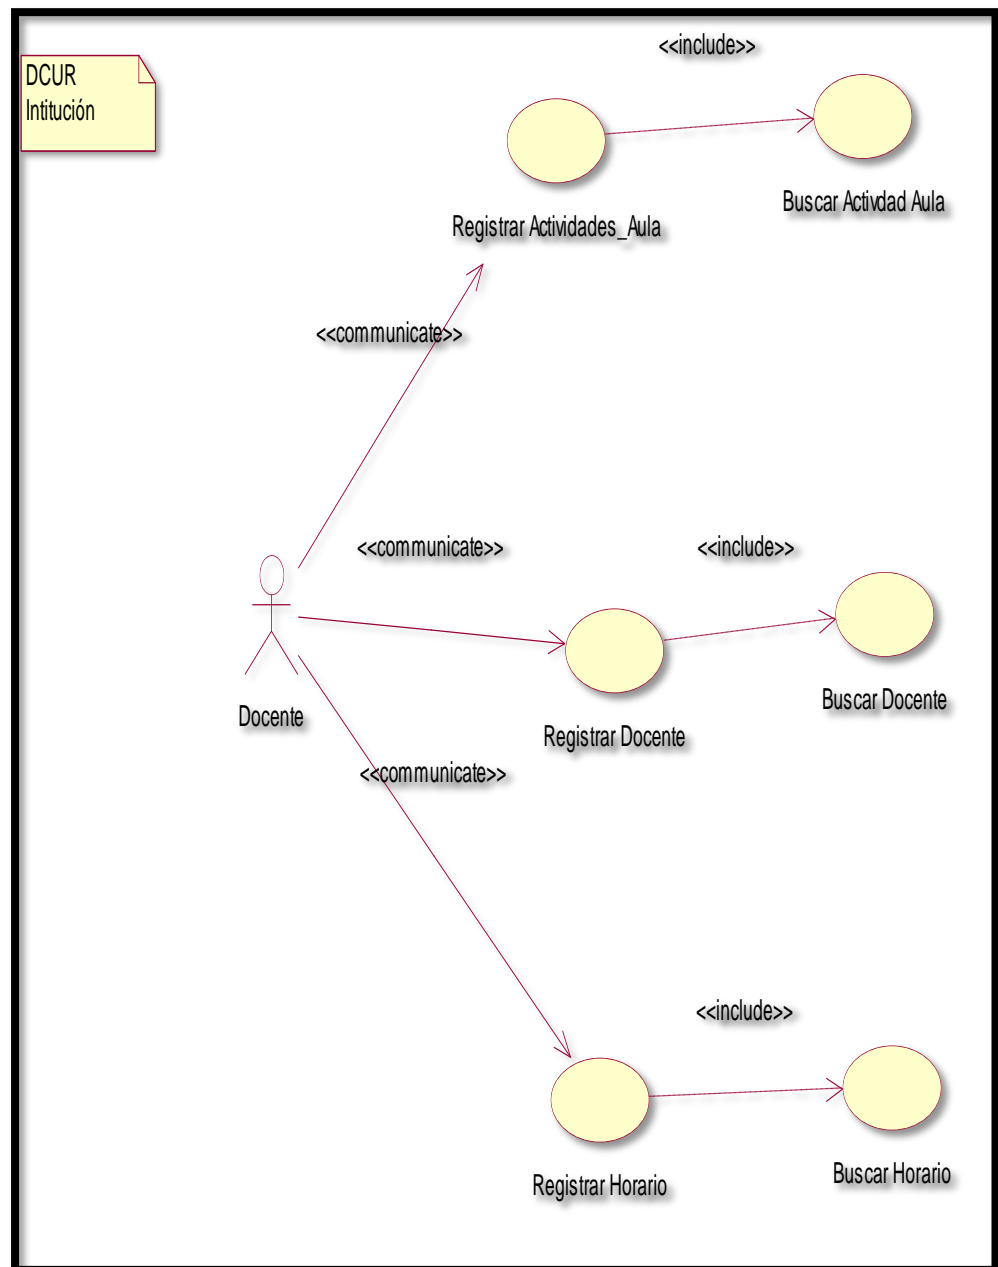 DCUR
Intitución
<<include>>
Buscar Activdad Aula
Registrar Actividades_Aula
<<communicate>>
<<communicate>>
<<include>>
Docente
Registrar Docente
Buscar Docente
<<communicate>>
<<include>>
Registrar Horario
Buscar Horario